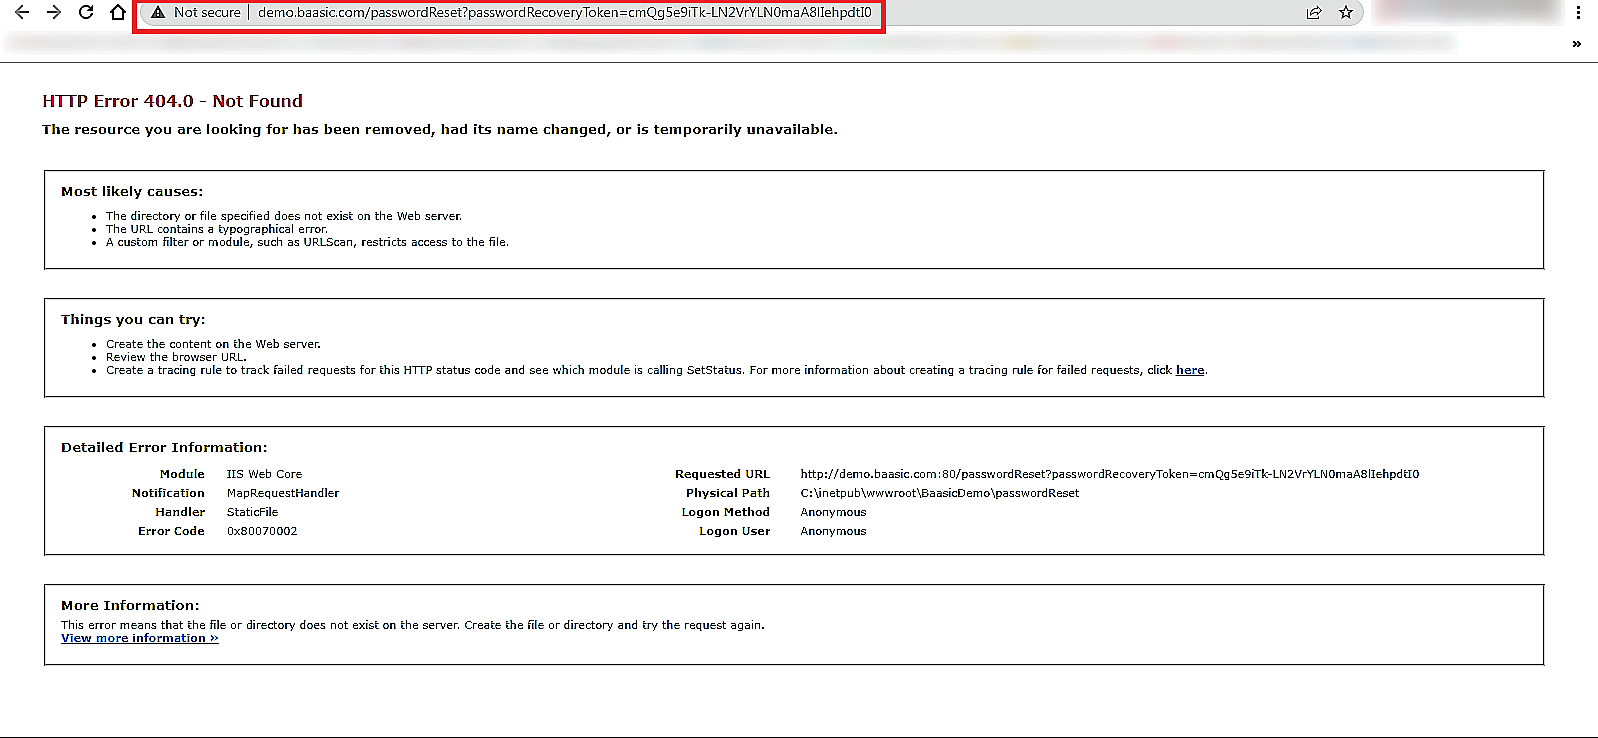 Not secure | demo.baasic.com/passwordReset?passwordRecoveryToken=cmQg5e9iTk-LN2VrYLN0maA8lIehpdtI0
»
HTTP Error 404.0 - Not Found
The resource you are looking for has been removed, had its name changed, or is temporarily unavailable.
Most likely causes:
• The directory or file specified does not exist on the Web server.
• The URL contains a typographical error.
• A custom filter or module, such as URLScan, restricts access to the file.
Things you can try:
• Create the content on the Web server.
• Review the browser URL.
• Create a tracing rule to track failed requests for this HTTP status code and see which module is calling SetStatus. For more information about creating a tracing rule for failed requests, click here.
Detailed Error Information:
Module IIS Web Core
Notification MapRequestHandler
Handler StaticFile
Error Code 0x80070002
Requested URL http://demo.baasic.com:80/passwordReset?passwordRecoveryToken=cmQg5e9iTk-LN2VrYLN0maA8lIehpdtI0
Physical Path C:\inetpub\wwwroot\BaasicDemo\passwordReset
Logon Method Anonymous
Logon User Anonymous
More Information:
This error means that the file or directory does not exist on the server. Create the file or directory and try the request again.
View more information »